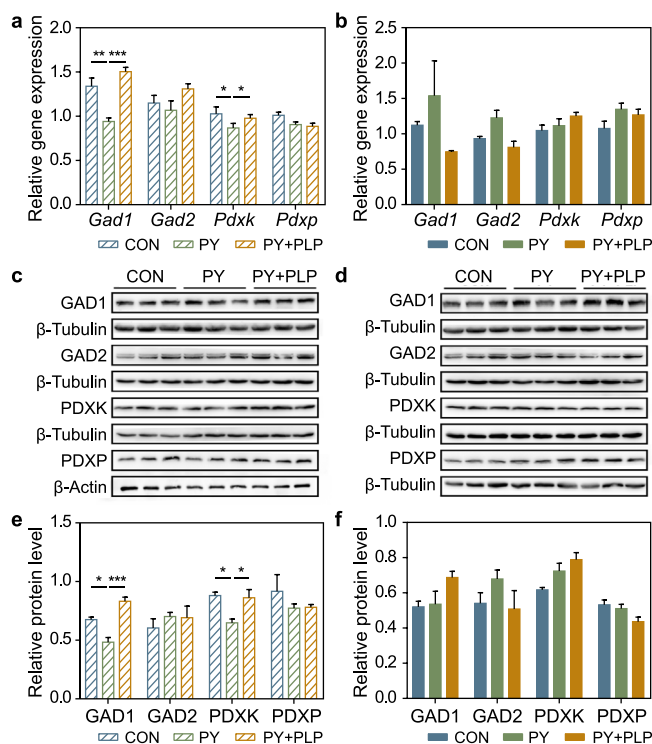 a
Relative gene expression
2.0
1.5
1.0
0.5
0.0
** *** * *
Gad1 Gad2 Pdxk Pdxp
CON PY PY+PLP
b
Relative gene expression
2.5
2.0
1.5
1.0
0.5
0.0
Gad1 Gad2 Pdxk Pdxp
CON PY PY+PLP
c
CON PY PY+PLP
GAD1
β-Tubulin
GAD2
β-Tubulin
PDXK
β-Tubulin
PDXP
β-Actin
d
CON PY PY+PLP
GAD1
β-Tubulin
GAD2
β-Tubulin
PDXK
β-Tubulin
PDXP
β-Tubulin
e
Relative protein level
1.5
1.0
0.5
0.0
* *** * *
GAD1 GAD2 PDXK PDXP
CON PY PY+PLP
f
Relative protein level
1.0
0.8
0.6
0.4
0.2
0.0
GAD1 GAD2 PDXK PDXP
CON PY PY+PLP